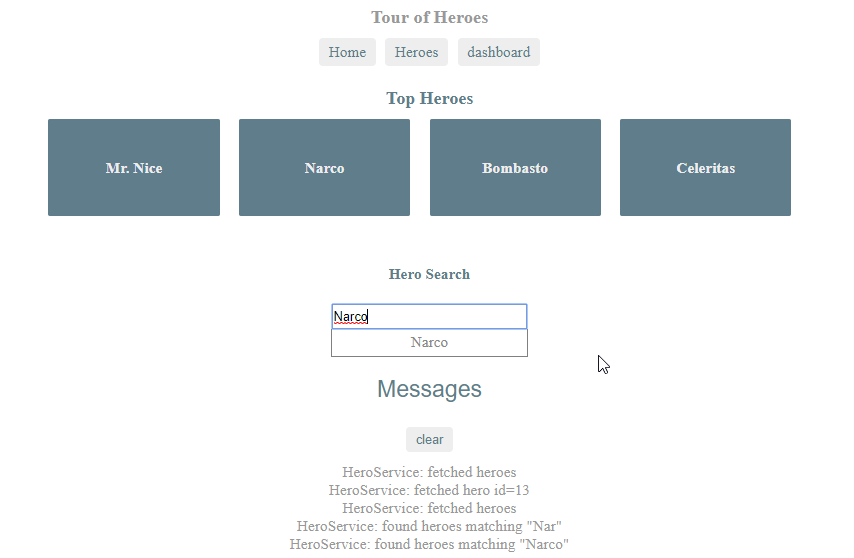 Tour of Heroes
Home Heroes dashboard
Top Heroes
Mr. Nice Narco Bombasto Celeritas
Hero Search
Narco
Narco
Messages
clear
HeroService: fetched heroes
HeroService: fetched hero id=13
HeroService: fetched heroes
HeroService: found heroes matching "Nar"
HeroService: found heroes matching "Narco"